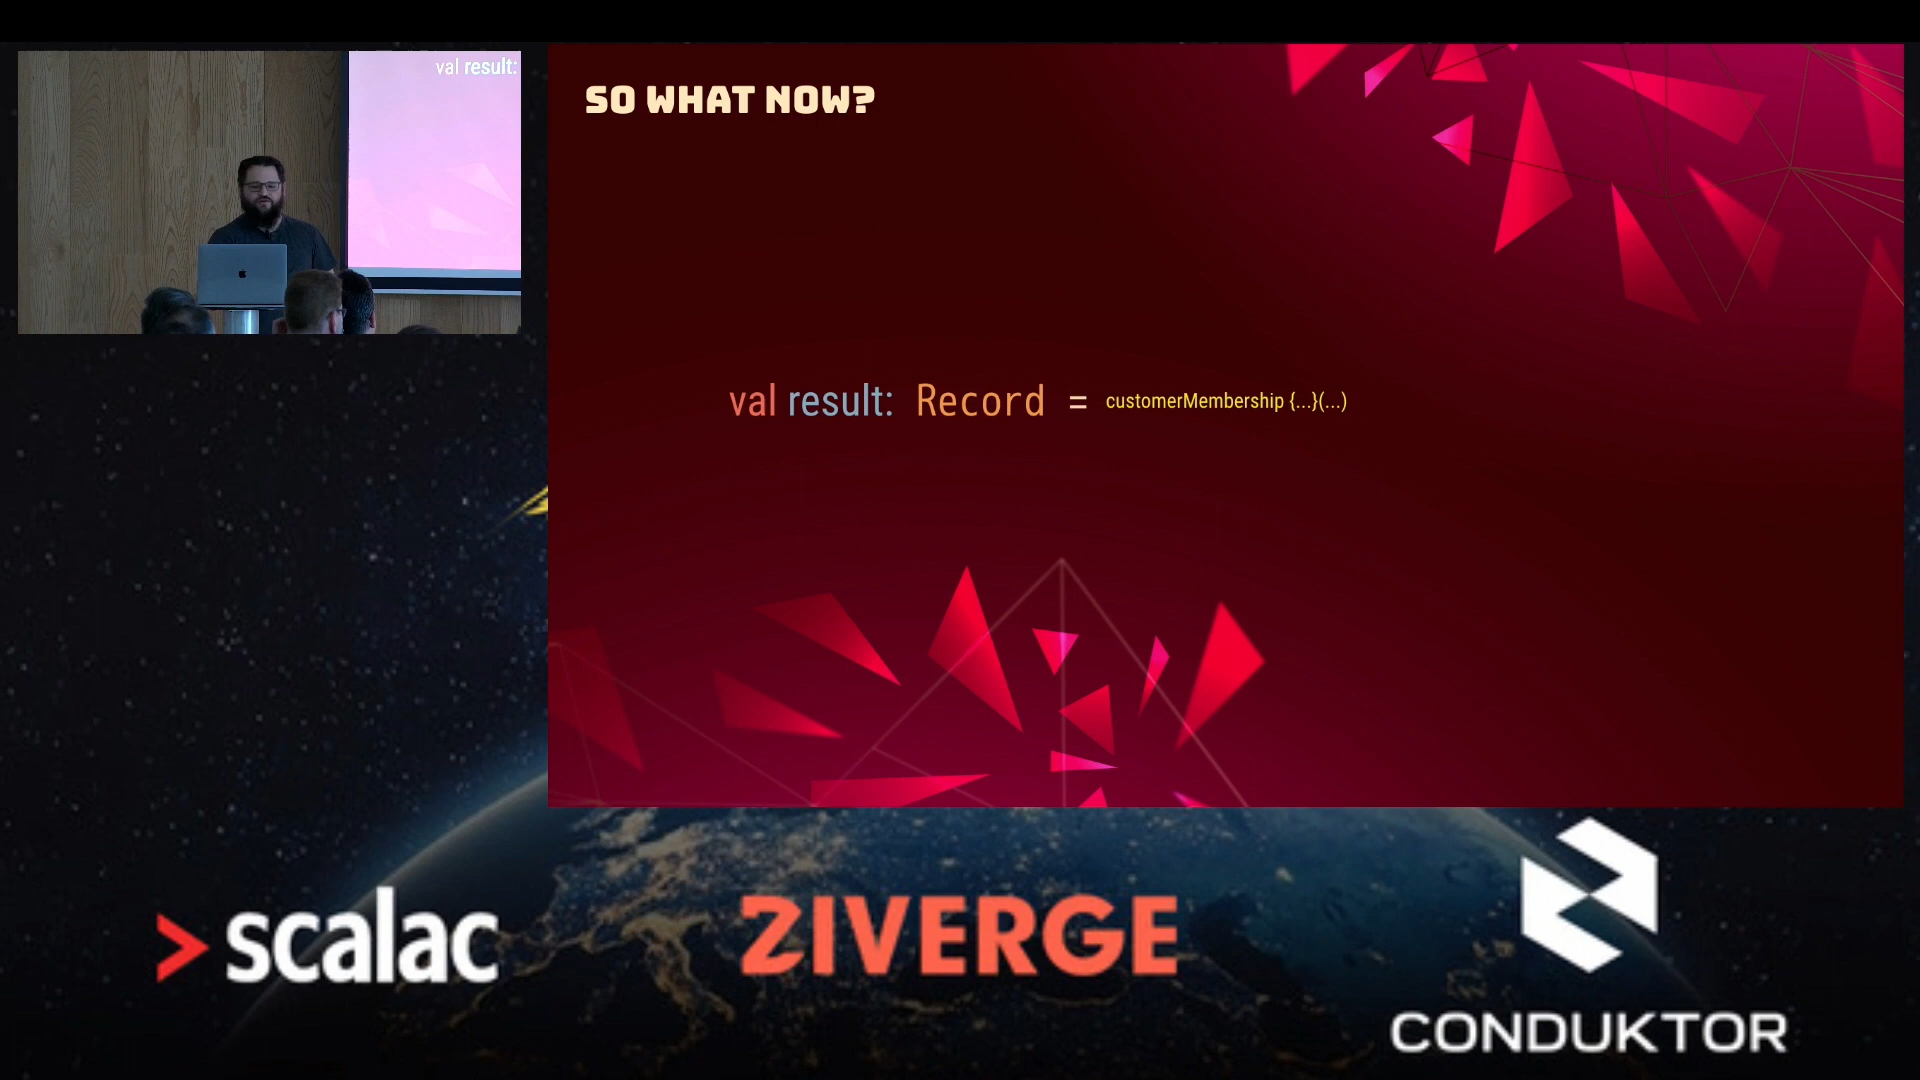 val result:
SO WHAT NOW?
val result: Record = customerMembership {...}(...)
scalac
ZIVERGE
CONDUKTOR